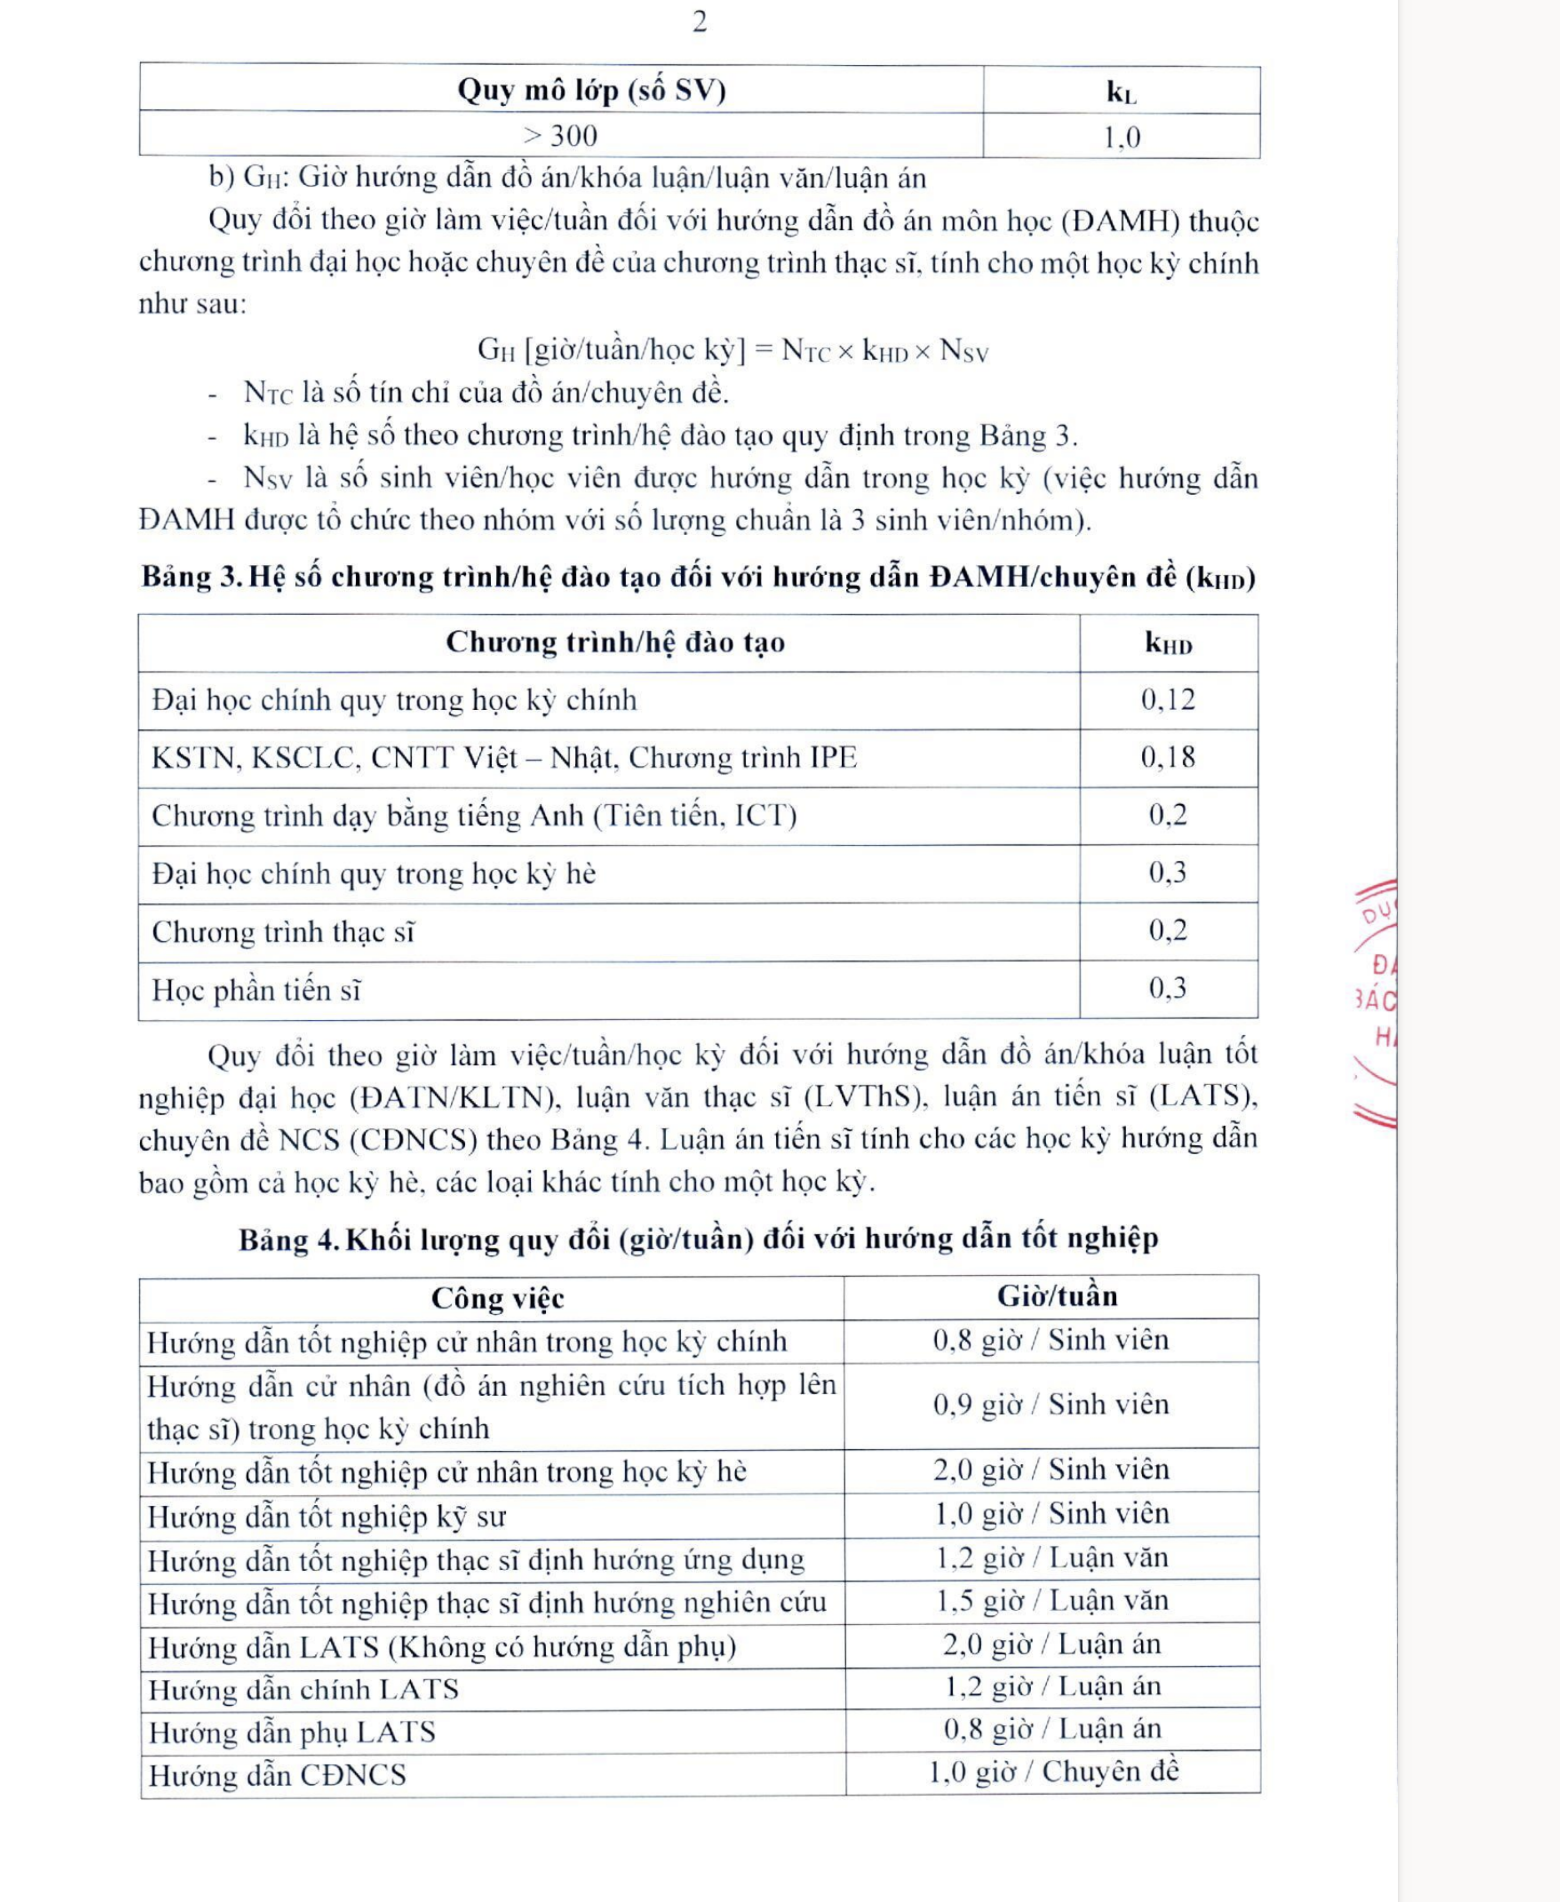 2
Quy mô lớp (số SV) kL
> 300 1,0
b) GH: Giờ hướng dẫn đồ án/khóa luận/luận văn/luận án
Quy đổi theo giờ làm việc/tuần đối với hướng dẫn đồ án môn học (ĐAMH) thuộc
chương trình đại học hoặc chuyên đề của chương trình thạc sĩ, tính cho một học kỳ chính
như sau:
GH [giờ/tuần/học kỳ] = NTC × kHD × NSV
- NTC là số tín chỉ của đồ án/chuyên đề.
- kHD là hệ số theo chương trình/hệ đào tạo quy định trong Bảng 3.
- NSV là số sinh viên/học viên được hướng dẫn trong học kỳ (việc hướng dẫn
ĐAMH được tổ chức theo nhóm với số lượng chuẩn là 3 sinh viên/nhóm).
Bảng 3. Hệ số chương trình/hệ đào tạo đối với hướng dẫn ĐAMH/chuyên đề (kHD)
Chương trình/hệ đào tạo kHD
Đại học chính quy trong học kỳ chính 0,12
KSTN, KSCLC, CNTT Việt – Nhật, Chương trình IPE 0,18
Chương trình dạy bằng tiếng Anh (Tiên tiến, ICT) 0,2
Đại học chính quy trong học kỳ hè 0,3
Chương trình thạc sĩ 0,2
Học phần tiến sĩ 0,3
Quy đổi theo giờ làm việc/tuần/học kỳ đối với hướng dẫn đồ án/khóa luận tốt
nghiệp đại học (ĐATN/KLTN), luận văn thạc sĩ (LVThS), luận án tiến sĩ (LATS),
chuyên đề NCS (CĐNCS) theo Bảng 4. Luận án tiến sĩ tính cho các học kỳ hướng dẫn
bao gồm cả học kỳ hè, các loại khác tính cho một học kỳ.
Bảng 4. Khối lượng quy đổi (giờ/tuần) đối với hướng dẫn tốt nghiệp
Công việc Giờ/tuần
Hướng dẫn tốt nghiệp cử nhân trong học kỳ chính 0,8 giờ / Sinh viên
Hướng dẫn cử nhân (đồ án nghiên cứu tích hợp lên
thạc sĩ) trong học kỳ chính 0,9 giờ / Sinh viên
Hướng dẫn tốt nghiệp cử nhân trong học kỳ hè 2,0 giờ / Sinh viên
Hướng dẫn tốt nghiệp kỹ sư 1,0 giờ / Sinh viên
Hướng dẫn tốt nghiệp thạc sĩ định hướng ứng dụng 1,2 giờ / Luận văn
Hướng dẫn tốt nghiệp thạc sĩ định hướng nghiên cứu 1,5 giờ / Luận văn
Hướng dẫn LATS (Không có hướng dẫn phụ) 2,0 giờ / Luận án
Hướng dẫn chính LATS 1,2 giờ / Luận án
Hướng dẫn phụ LATS 0,8 giờ / Luận án
Hướng dẫn CĐNCS 1,0 giờ / Chuyên đề